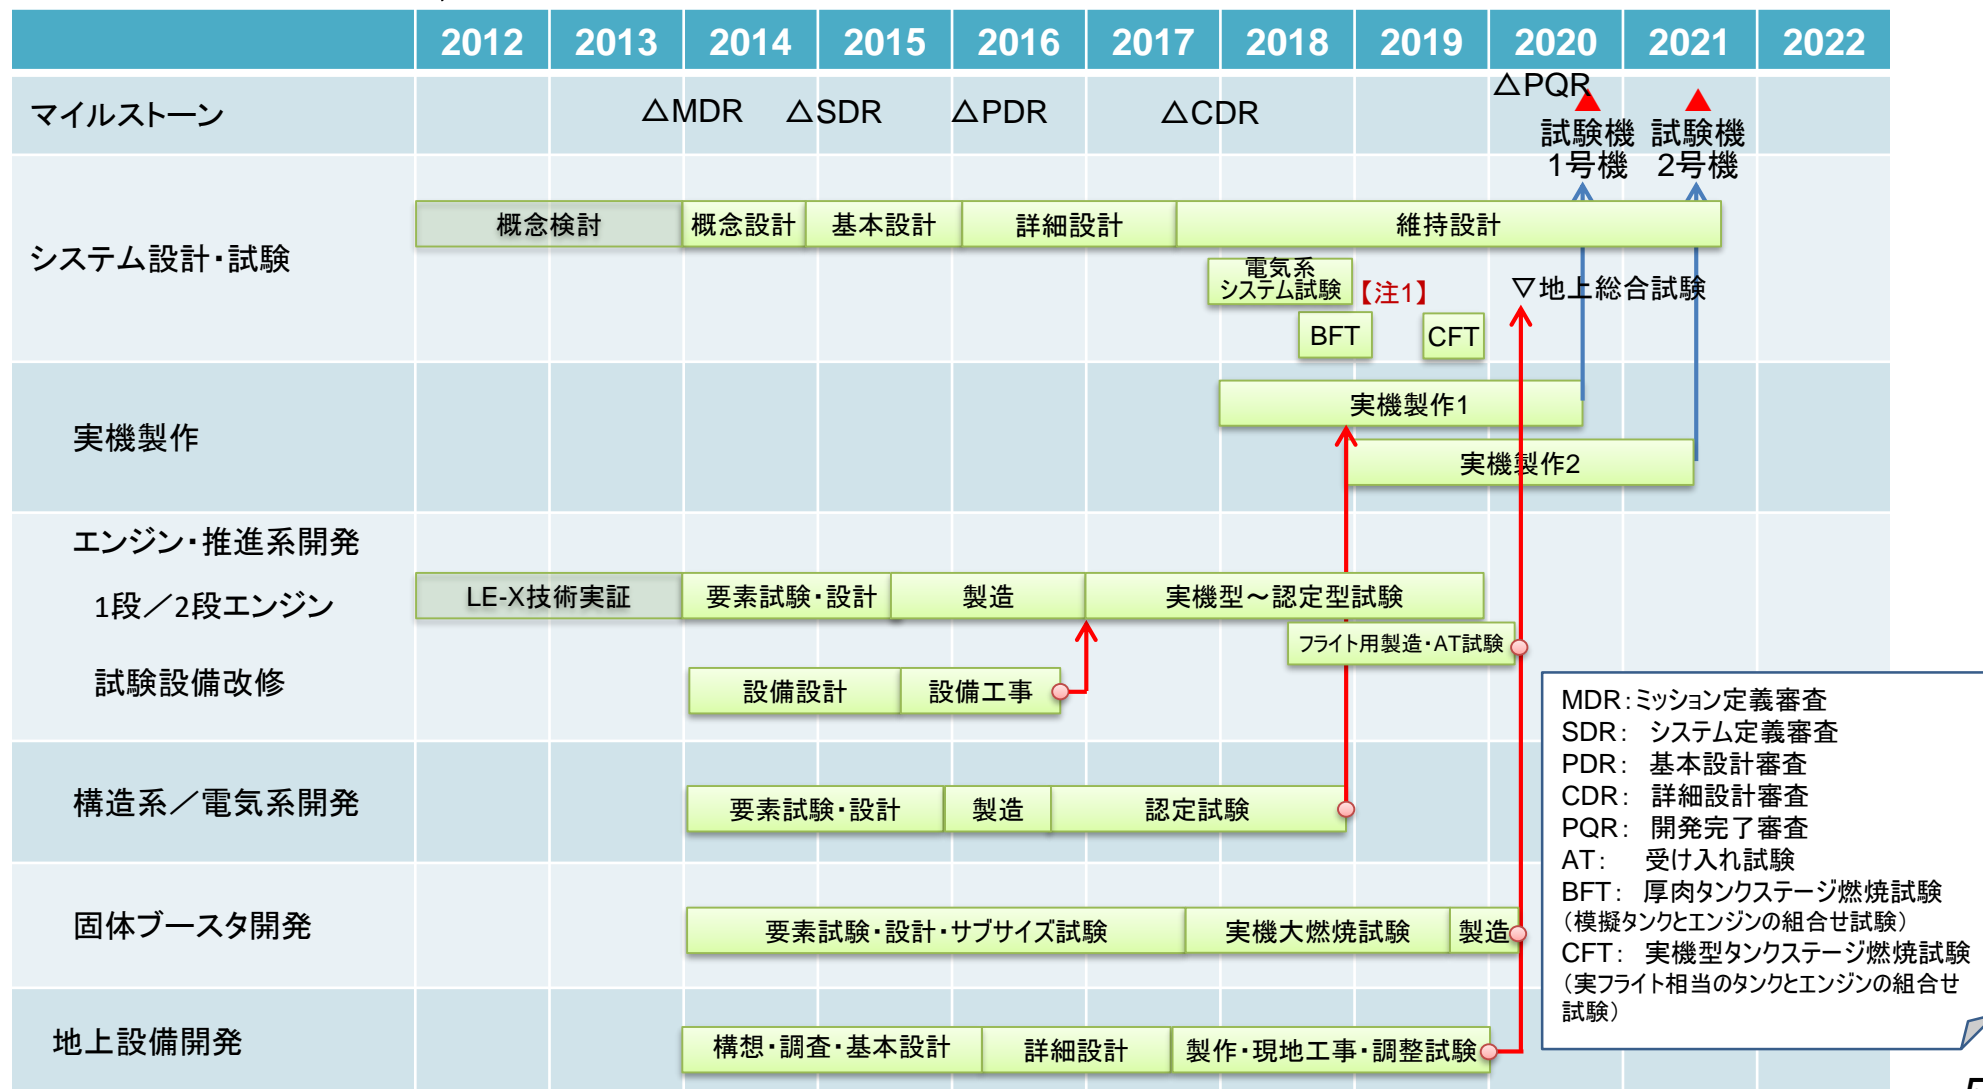 2012 2013 2014 2015 2016 2017 2018 2019 2020 2021 2022
マイルストーン
△MDR △SDR △PDR △CDR △PQR
試験機
1号機
試験機
2号機
システム設計・試験
概念検討 概念設計 基本設計 詳細設計 維持設計
電気系
システム試験
【注1】
▽地上総合試験
BFT CFT
実機製作
実機製作1
実機製作2
エンジン・推進系開発
1段／2段エンジン
LE-X技術実証 要素試験・設計 製造 実機型～認定型試験
フライト用製造・AT試験
試験設備改修
設備設計 設備工事
構造系／電気系開発
要素試験・設計 製造 認定試験
固体ブースタ開発
要素試験・設計・サブサイズ試験 実機大燃焼試験 製造
地上設備開発
構想・調査・基本設計 詳細設計 製作・現地工事・調整試験
MDR：ミッション定義審査
SDR： システム定義審査
PDR： 基本設計審査
CDR： 詳細設計審査
PQR： 開発完了審査
AT： 受け入れ試験
BFT： 厚肉タンクステージ燃焼試験
（模擬タンクとエンジンの組合せ試験）
CFT： 実機型タンクステージ燃焼試験
（実フライト相当のタンクとエンジンの組合せ
試験）